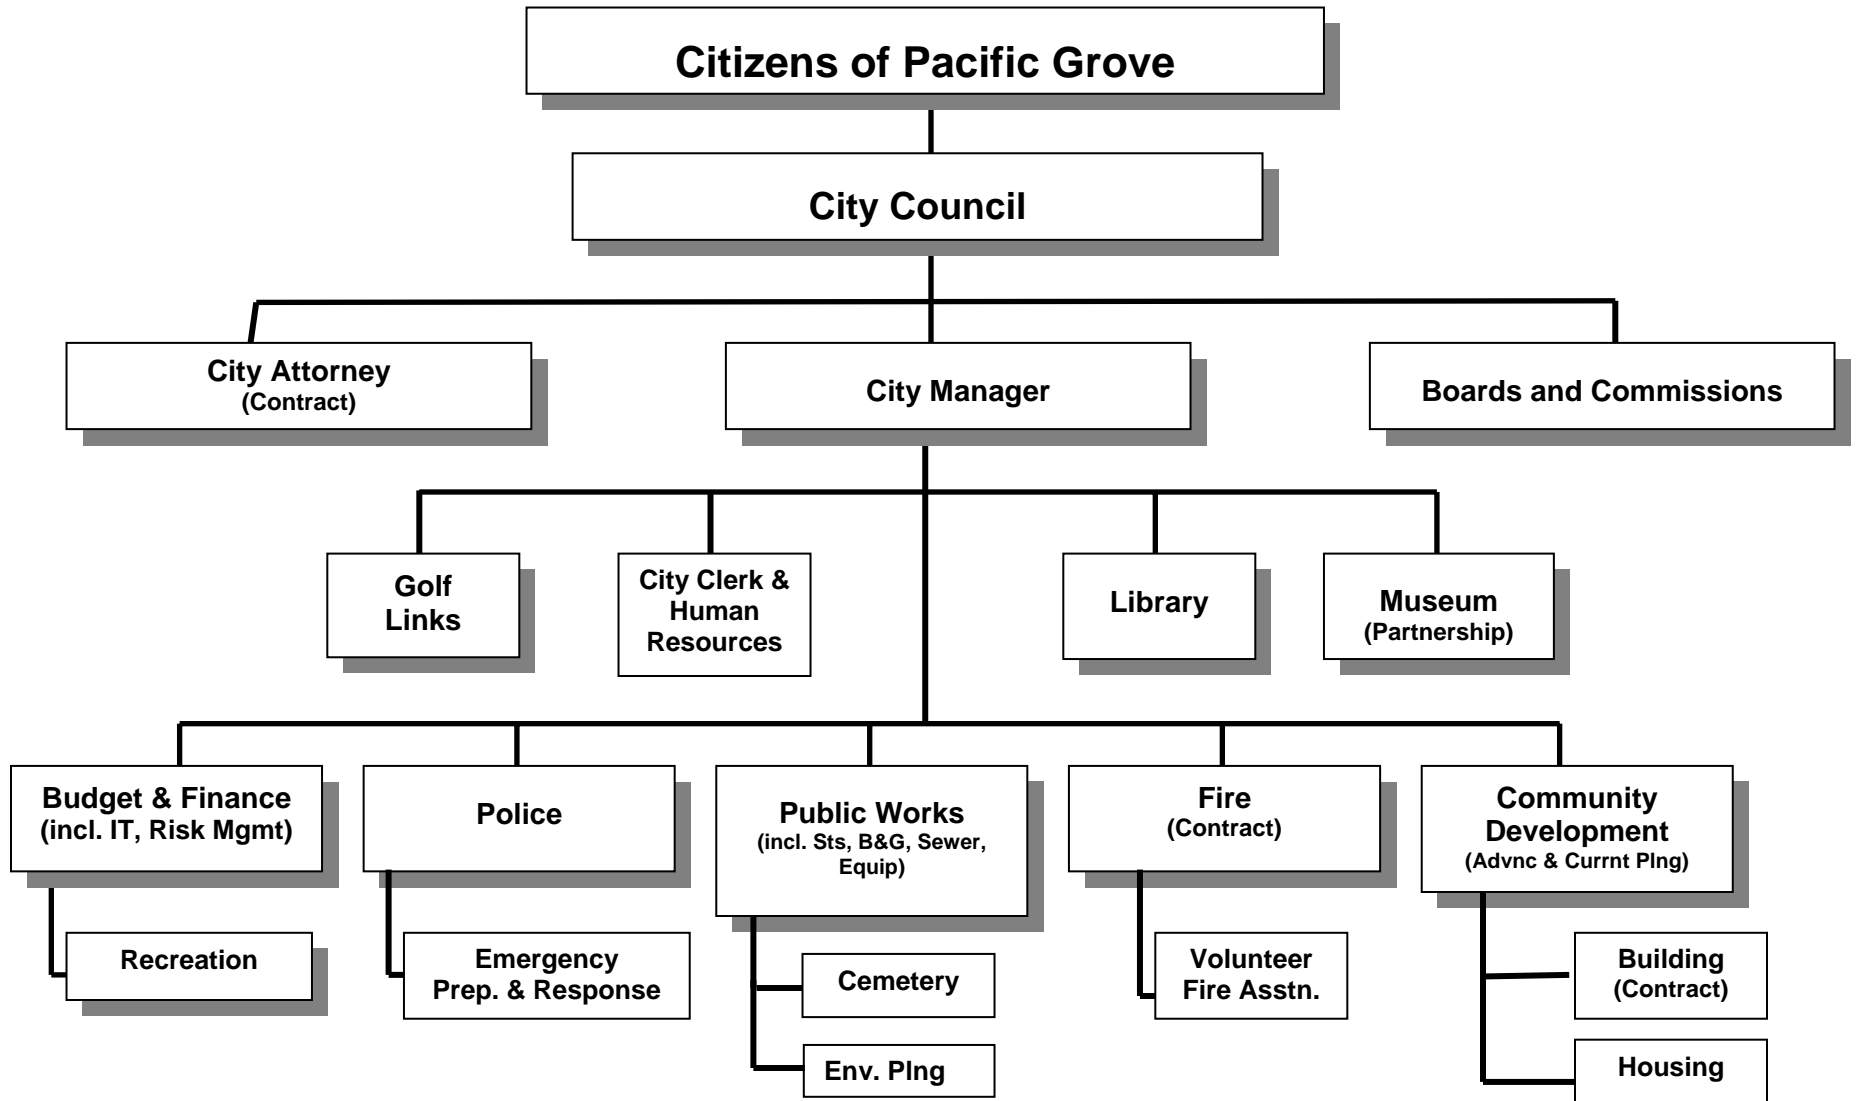 Citizens of Pacific Grove
City Council
City Attorney
(Contract)
City Manager
Boards and Commissions
Golf
Links
City Clerk &
Human
Resources
Library
Museum
(Partnership)
Budget & Finance
(incl. IT, Risk Mgmt)
Police
Public Works
(incl. Sts, B&G, Sewer,
Equip)
Fire
(Contract)
Community
Development
(Advnc & Currnt Plng)
Recreation
Emergency
Prep. & Response
Cemetery
Env. Plng
Volunteer
Fire Asstn.
Building
(Contract)
Housing